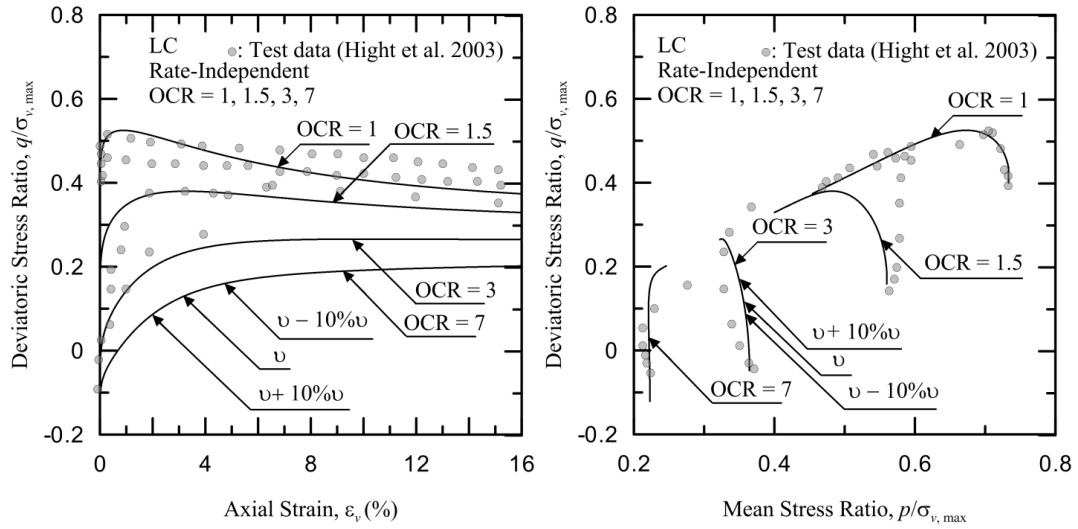 0.8
0.6
0.4
0.2
0
-0.2
Deviatoric Stress Ratio, q/σv, max
LC
: Test data (Hight et al. 2003)
Rate-Independent
OCR = 1, 1.5, 3, 7
OCR = 1
OCR = 1.5
OCR = 3
OCR = 7
υ − 10%υ
υ
υ+ 10%υ
0 4 8 12 16
Axial Strain, εv (%)
0.8
0.6
0.4
0.2
0
-0.2
Deviatoric Stress Ratio, q/σv, max
LC
: Test data (Hight et al. 2003)
Rate-Independent
OCR = 1, 1.5, 3, 7
OCR = 1
OCR = 3
OCR = 1.5
υ+ 10%υ
υ
υ − 10%υ
OCR = 7
0.2 0.4 0.6 0.8
Mean Stress Ratio, p/σv, max